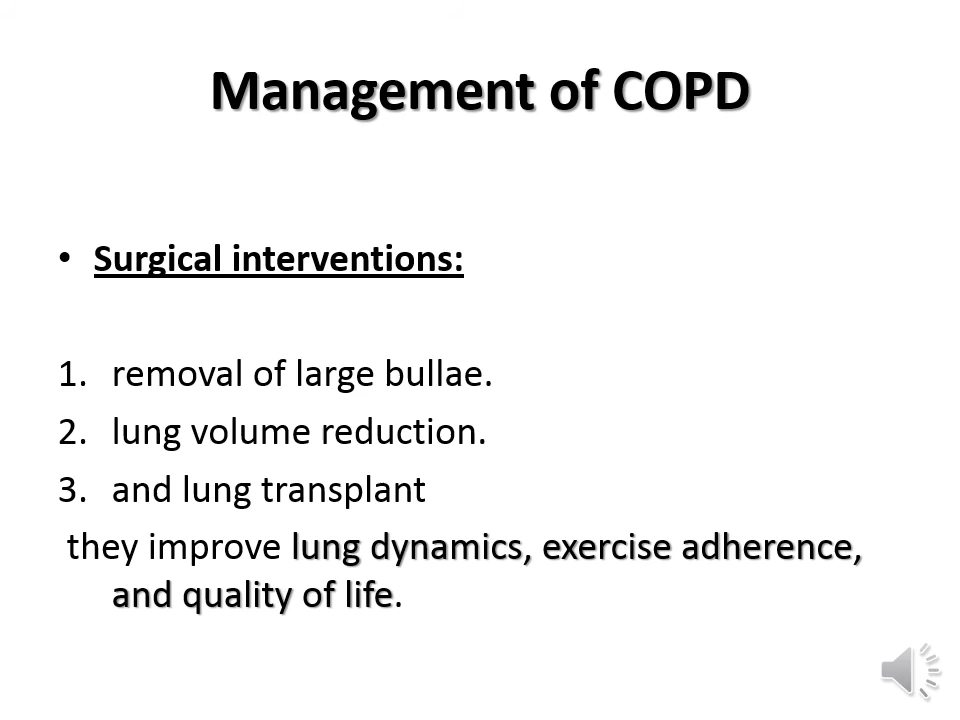 Management of COPD
• Surgical interventions:
1. removal of large bullae.
2. lung volume reduction.
3. and lung transplant
they improve lung dynamics, exercise adherence,
and quality of life.